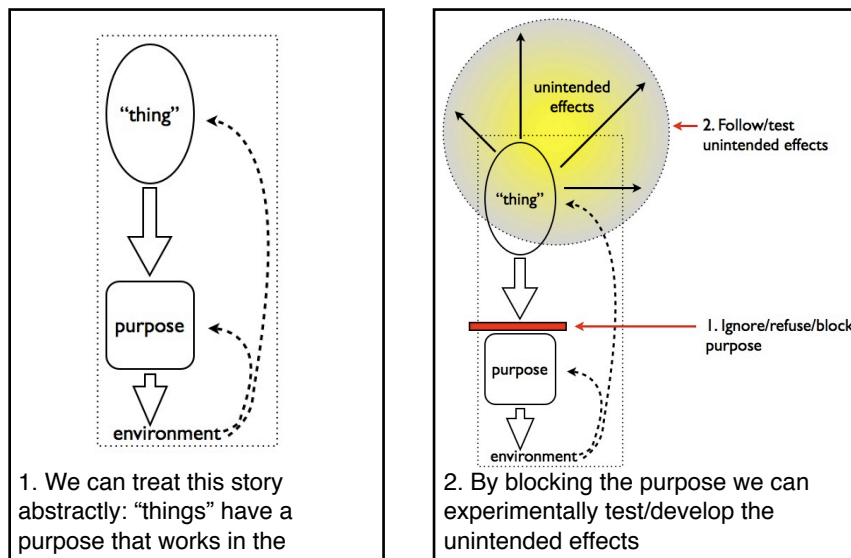 “thing”
purpose
environment
1. We can treat this story
abstractly: “things” have a
purpose that works in the
unintended
effects
2. Follow/test
unintended effects
“thing”
1. Ignore/refuse/block
purpose
purpose
environment
2. By blocking the purpose we can
experimentally test/develop the
unintended effects